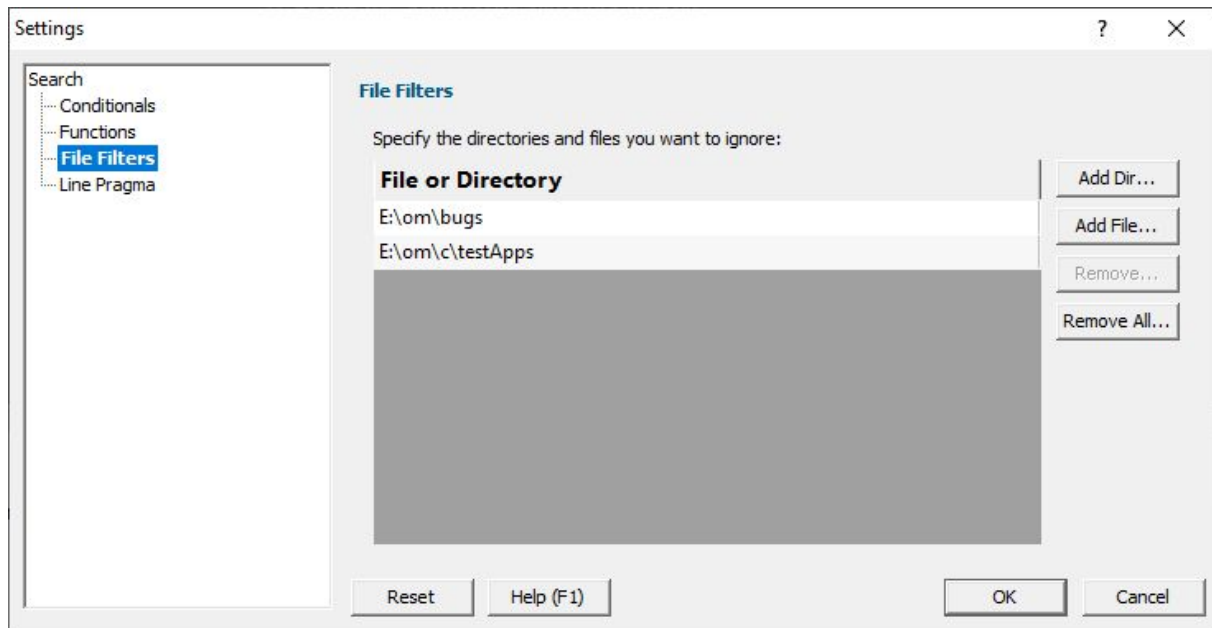 Settings
?
Search
Conditionals
Functions
File Filters
Line Pragma
File Filters
Specify the directories and files you want to ignore:
File or Directory
E:\om\bugs
E:\om\c\testApps
Add Dir...
Add File...
Remove...
Remove All...
Reset
Help (F1)
OK
Cancel